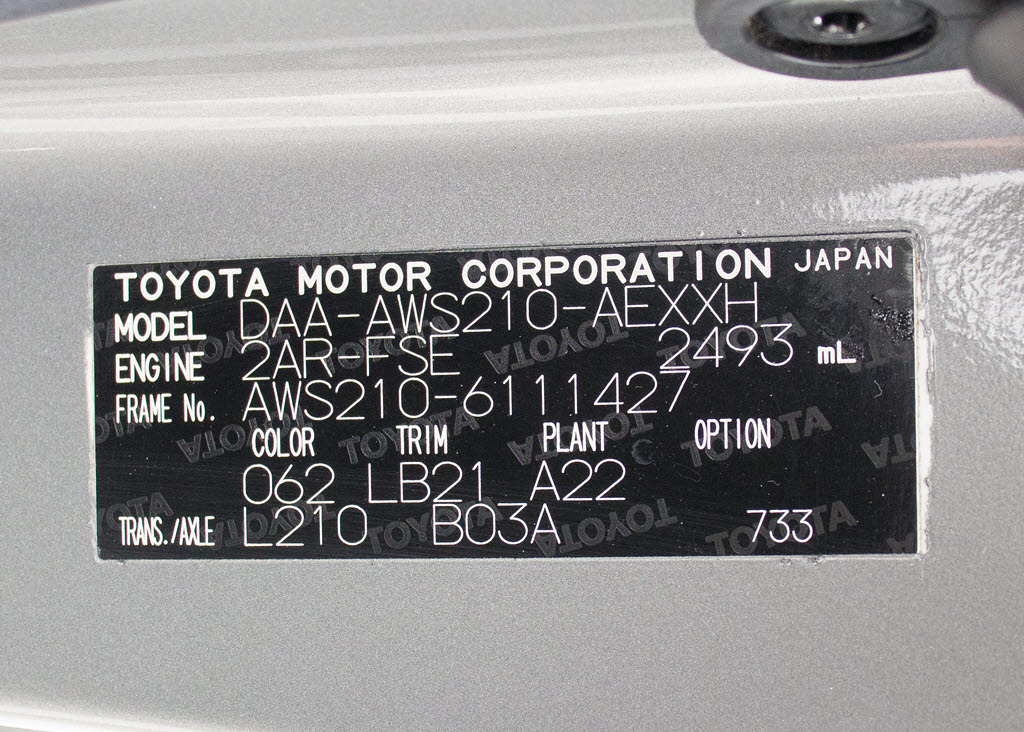 TOYOTA MOTOR CORPORATION JAPAN
MODEL DAA-AWS210-AEXXH
ENGINE 2AR-FSE 2493 mL
FRAME No. AWS210-6111427
COLOR TRIM PLANT OPTION
062 LB21 A22
TRANS./AXLE L210 B03A 733